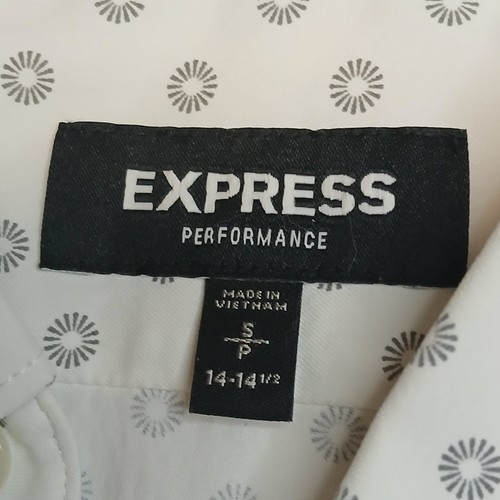 EXPRESS
PERFORMANCE
MADE IN
VIETNAM
S
P
14-14 1/2